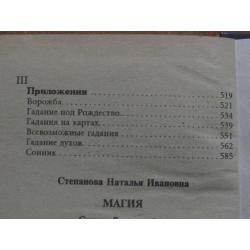 III
Приложения 519
Ворожба. 521
Гадание под Рождество. 534
Гадания на картах. 539
Всевозможные гадания 551
Гадание духов. 562
Сонник. 585
Степанова Наталья Ивановна
МАГИЯ